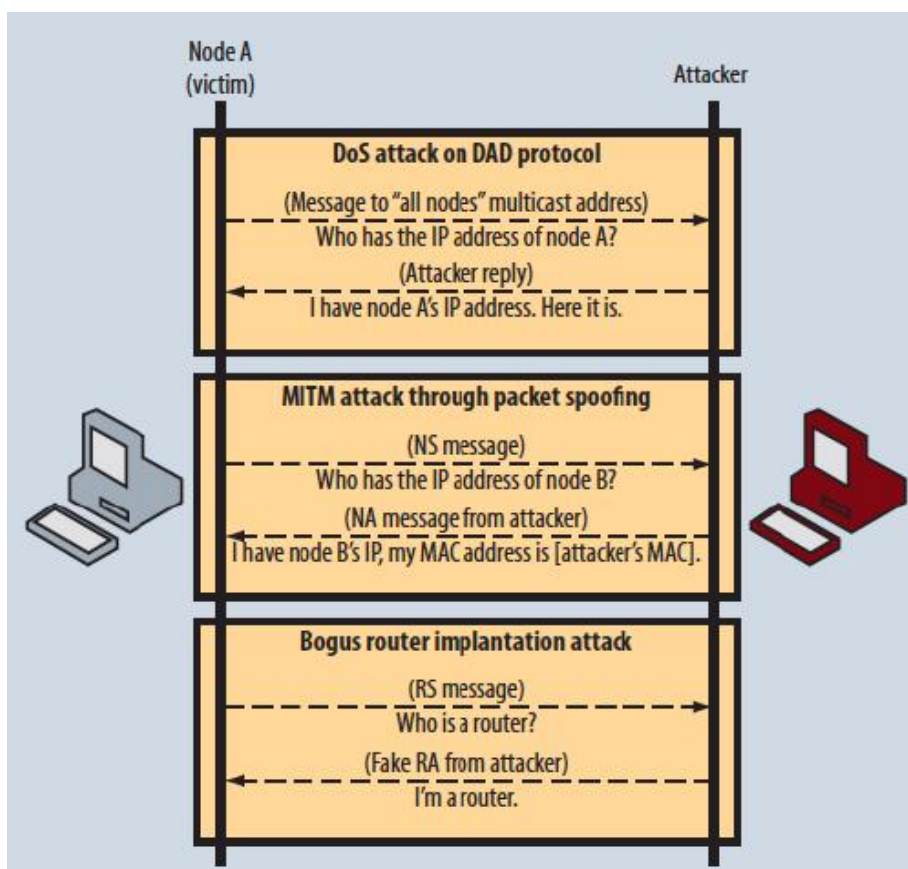 Node A
(victim)
Attacker
DoS attack on DAD protocol
(Message to “all nodes” multicast address)
Who has the IP address of node A?
(Attacker reply)
I have node A’s IP address. Here it is.
MITM attack through packet spoofing
(NS message)
Who has the IP address of node B?
(NA message from attacker)
I have node B’s IP, my MAC address is [attacker’s MAC].
Bogus router implantation attack
(RS message)
Who is a router?
(Fake RA from attacker)
I’m a router.